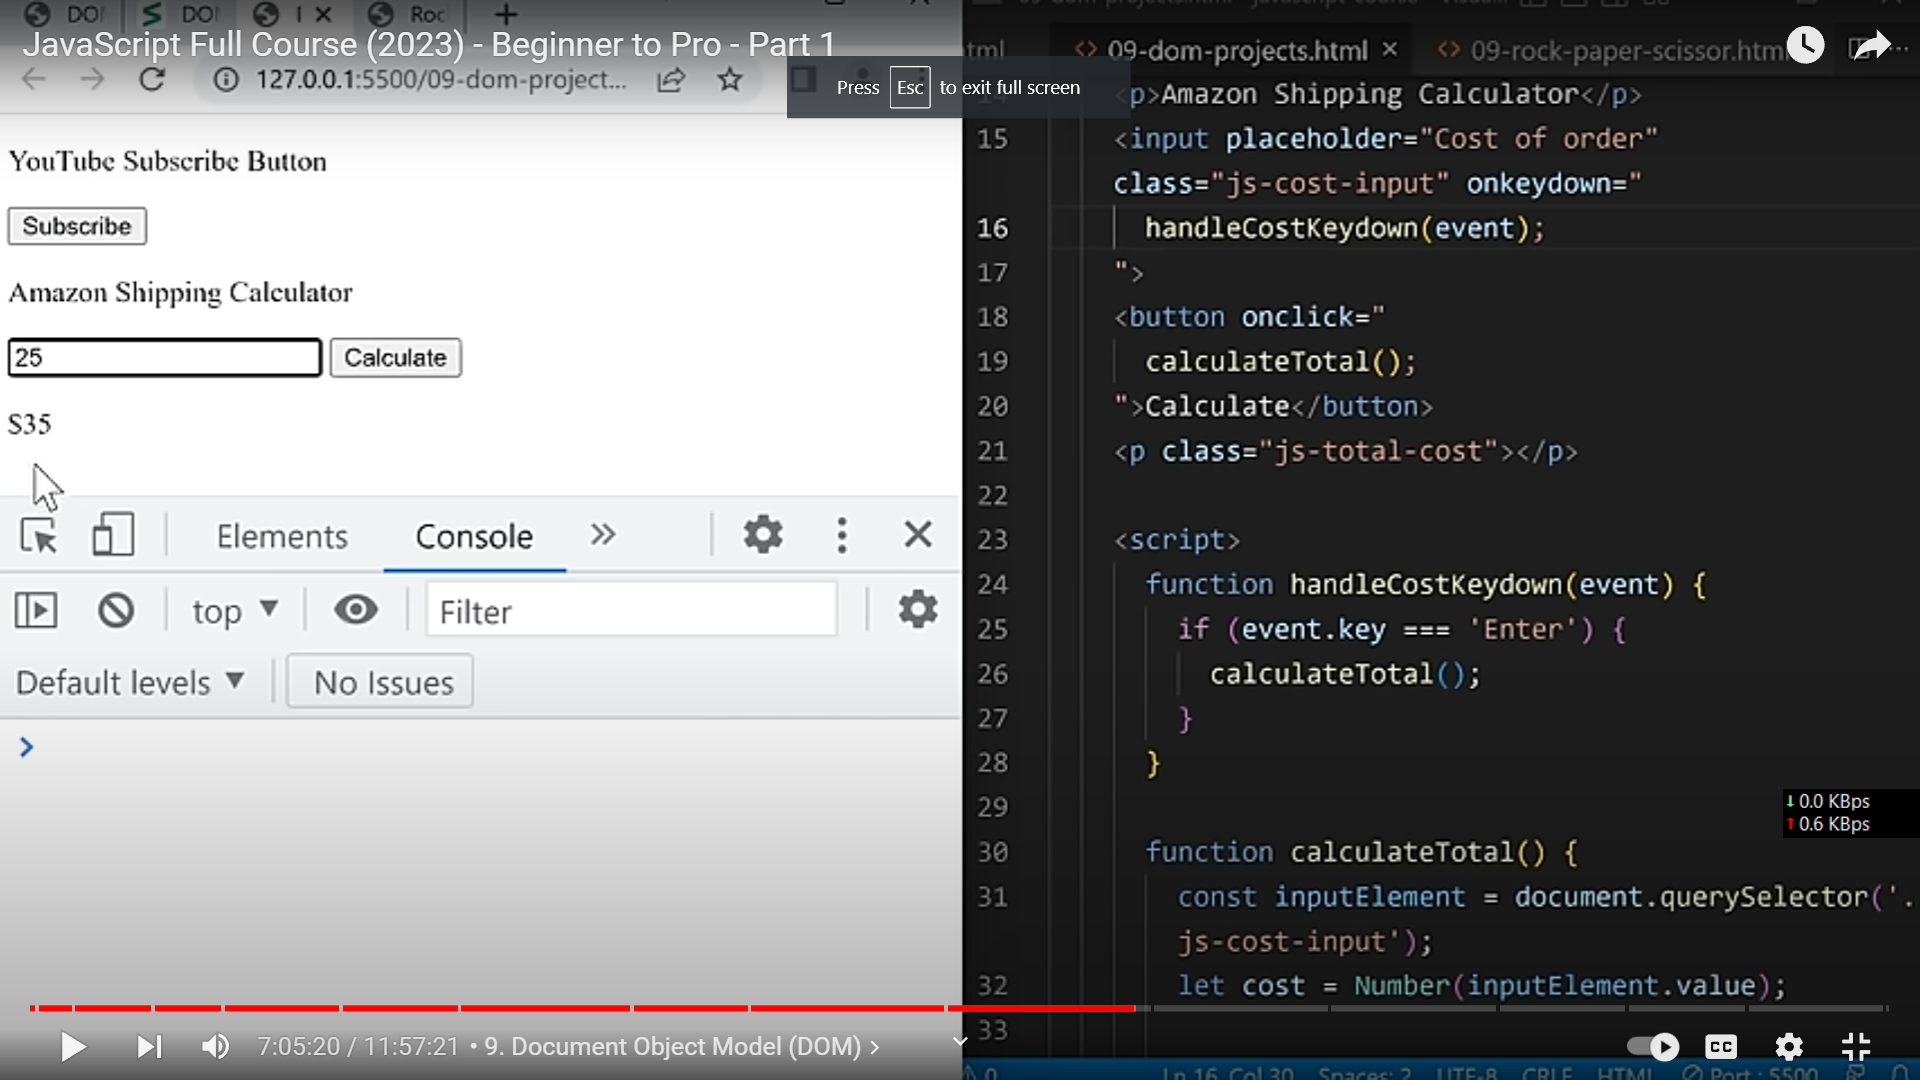 DOM
DOM
I
Roc
JavaScript Full Course (2023) - Beginner to Pro - Part 1
127.0.0.1:5500/09-dom-project...
Press Esc to exit full screen
YouTube Subscribe Button
Subscribe
Amazon Shipping Calculator
25
Calculate
$35
Elements
Console
top
Filter
Default levels
No Issues
09-dom-projects.html
09-rock-paper-scissor.htm
<p>Amazon Shipping Calculator</p>
15 <input placeholder="Cost of order"
class="js-cost-input" onkeydown="
16 handleCostKeydown(event);
17 ">
18 <button onclick="
19 calculateTotal();
20 ">Calculate</button>
21 <p class="js-total-cost"></p>
22
23 <script>
24 function handleCostKeydown(event) {
25 if (event.key === 'Enter') {
26 calculateTotal();
27 }
28 }
29
30 function calculateTotal() {
31 const inputElement = document.querySelector('.
js-cost-input');
32 let cost = Number(inputElement.value);
33
↓ 0.0 KBps
↑ 0.6 KBps
7:05:20 / 11:57:21 • 9. Document Object Model (DOM) ›
CC
Ln 16, Col 30 Spaces: 2 UTF-8 CRLF HTML Port : 5500